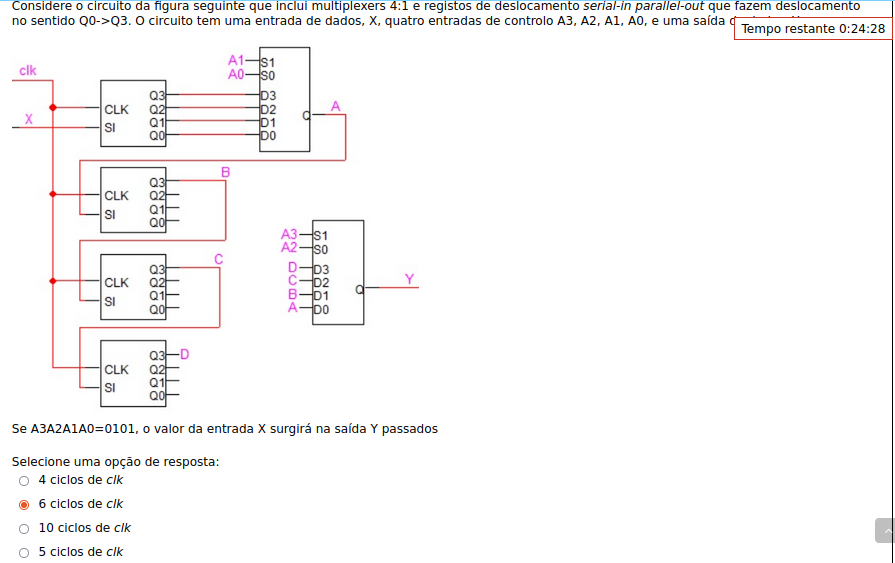 Considere o circuito da figura seguinte que inclui multiplexers 4:1 e registos de deslocamento serial-in parallel-out que fazem deslocamento
no sentido Q0->Q3. O circuito tem uma entrada de dados, X, quatro entradas de controlo A3, A2, A1, A0, e uma saída
Tempo restante 0:24:28
clk
X
CLK
SI
Q3
Q2
Q1
Q0
A1
A0
S1
S0
D3
D2
D1
D0
Q
A
CLK
SI
Q3
Q2
Q1
Q0
B
CLK
SI
Q3
Q2
Q1
Q0
C
CLK
SI
Q3
Q2
Q1
Q0
D
A3
A2
D
C
B
A
S1
S0
D3
D2
D1
D0
Q
Y
Se A3A2A1A0=0101, o valor da entrada X surgirá na saída Y passados
Selecione uma opção de resposta:
4 ciclos de clk
6 ciclos de clk
10 ciclos de clk
5 ciclos de clk